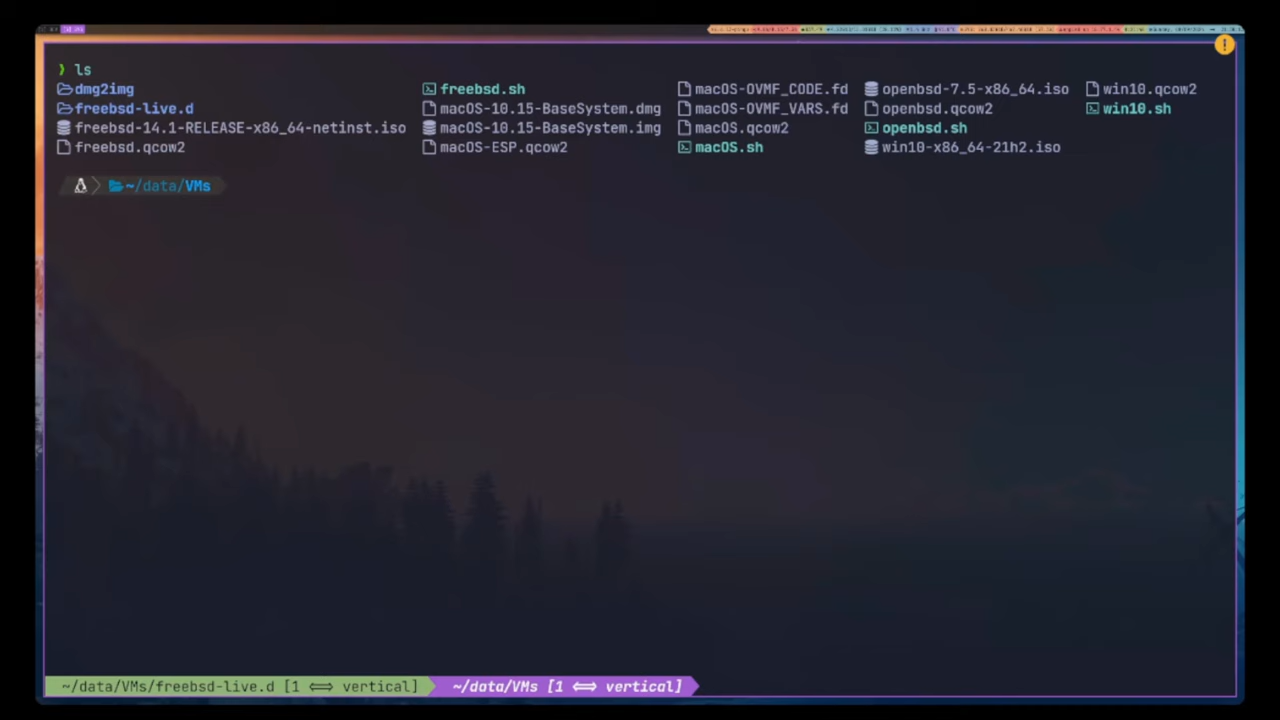 ❯ ls
dmg2img freebsd.sh macOS-OVMF_CODE.fd openbsd-7.5-x86_64.iso win10.qcow2
freebsd-live.d macOS-10.15-BaseSystem.dmg macOS-OVMF_VARS.fd openbsd.qcow2 win10.sh
freebsd-14.1-RELEASE-x86_64-netinst.iso macOS-10.15-BaseSystem.img macOS.qcow2 openbsd.sh
freebsd.qcow2 macOS-ESP.qcow2 macOS.sh win10-x86_64-21h2.iso
~/data/VMs
~/data/VMs/freebsd-live.d [1 ⟺ vertical] ~/data/VMs [1 ⟺ vertical]